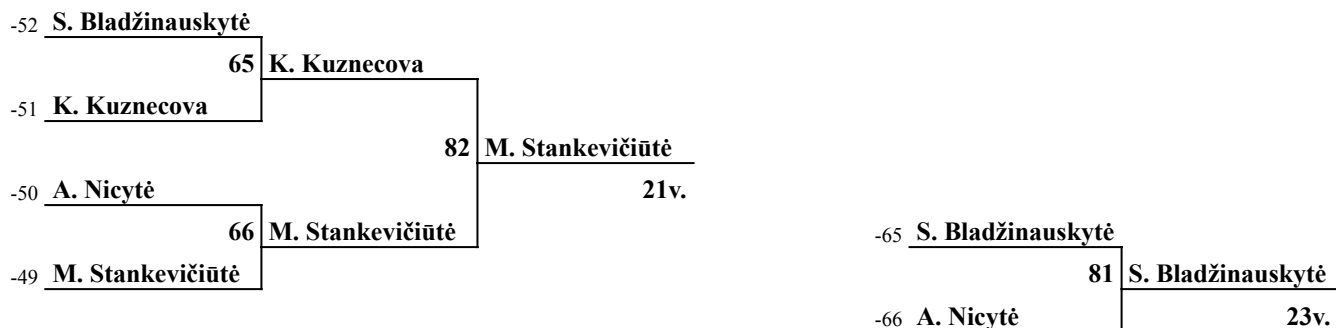 -52 S. Bladžinauskytė
65 K. Kuznecova
-51 K. Kuznecova
82 M. Stankevičiūtė
-50 A. Nicytė
21v.
66 M. Stankevičiūtė
-49 M. Stankevičiūtė
-65 S. Bladžinauskytė
81 S. Bladžinauskytė
-66 A. Nicytė
23v.